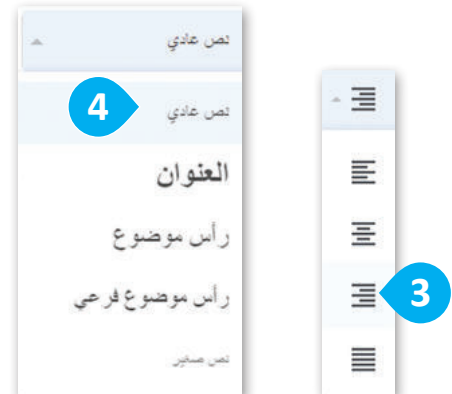 نص عادي
4
نص عادي
العنوان
رأس موضوع
رأس موضوع فرعي
نص صغير
3